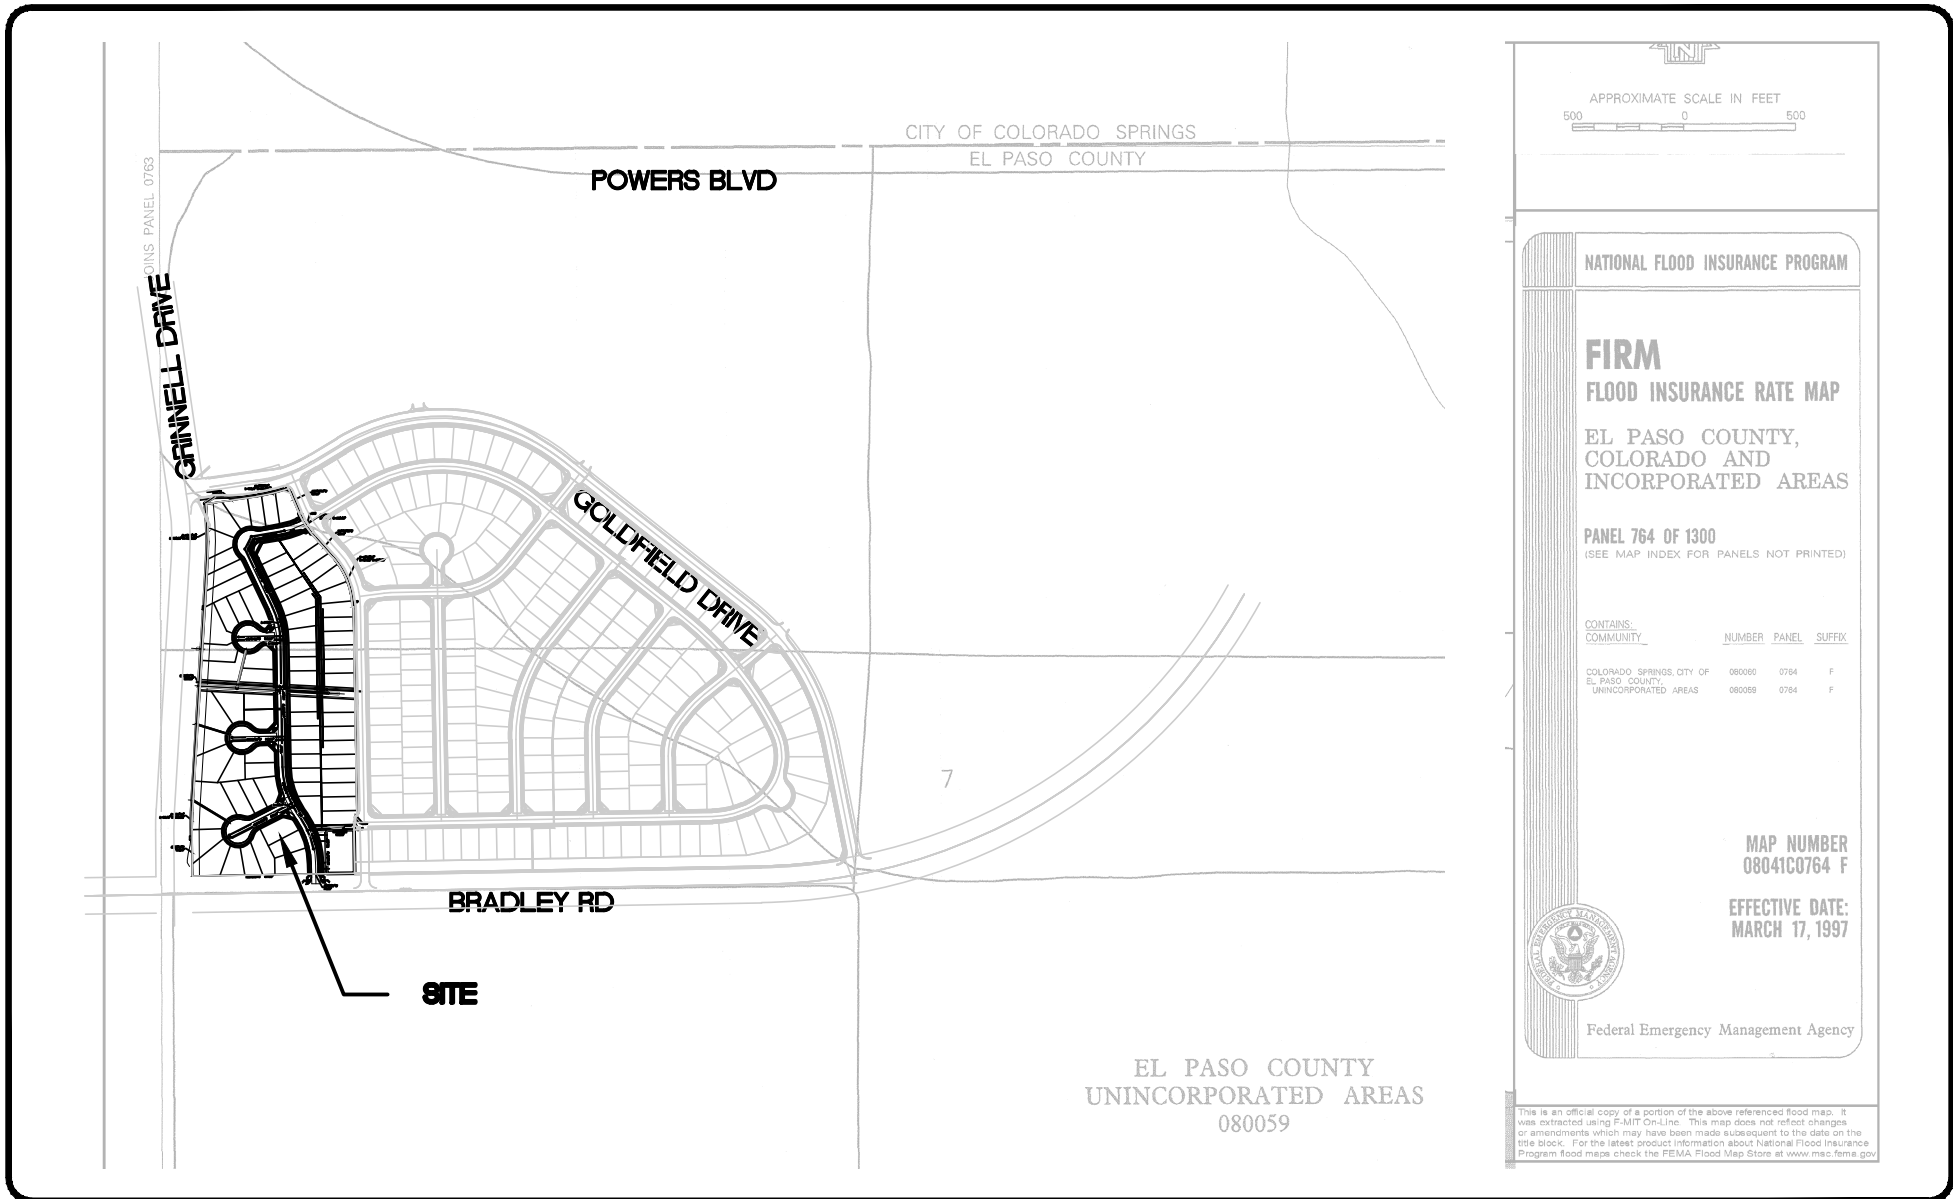 CITY OF COLORADO SPRINGS
EL PASO COUNTY
POWERS BLVD
JOINS PANEL 0763
GRINNELL DRIVE
GOLDFIELD DRIVE
7
BRADLEY RD
SITE
EL PASO COUNTY
UNINCORPORATED AREAS
080059
N
APPROXIMATE SCALE IN FEET
500 0 500
NATIONAL FLOOD INSURANCE PROGRAM
FIRM
FLOOD INSURANCE RATE MAP
EL PASO COUNTY,
COLORADO AND
INCORPORATED AREAS
PANEL 764 OF 1300
(SEE MAP INDEX FOR PANELS NOT PRINTED)
CONTAINS:
COMMUNITY NUMBER PANEL SUFFIX
COLORADO SPRINGS, CITY OF 080060 0764 F
EL PASO COUNTY,
UNINCORPORATED AREAS 080059 0764 F
MAP NUMBER
08041C0764 F
EFFECTIVE DATE:
MARCH 17, 1997
FEDERAL EMERGENCY MANAGEMENT AGENCY
Federal Emergency Management Agency
This is an official copy of a portion of the above referenced flood map. It
was extracted using F-MIT On-Line. This map does not reflect changes
or amendments which may have been made subsequent to the date on the
title block. For the latest product information about National Flood Insurance
Program flood maps check the FEMA Flood Map Store at www.msc.fema.gov